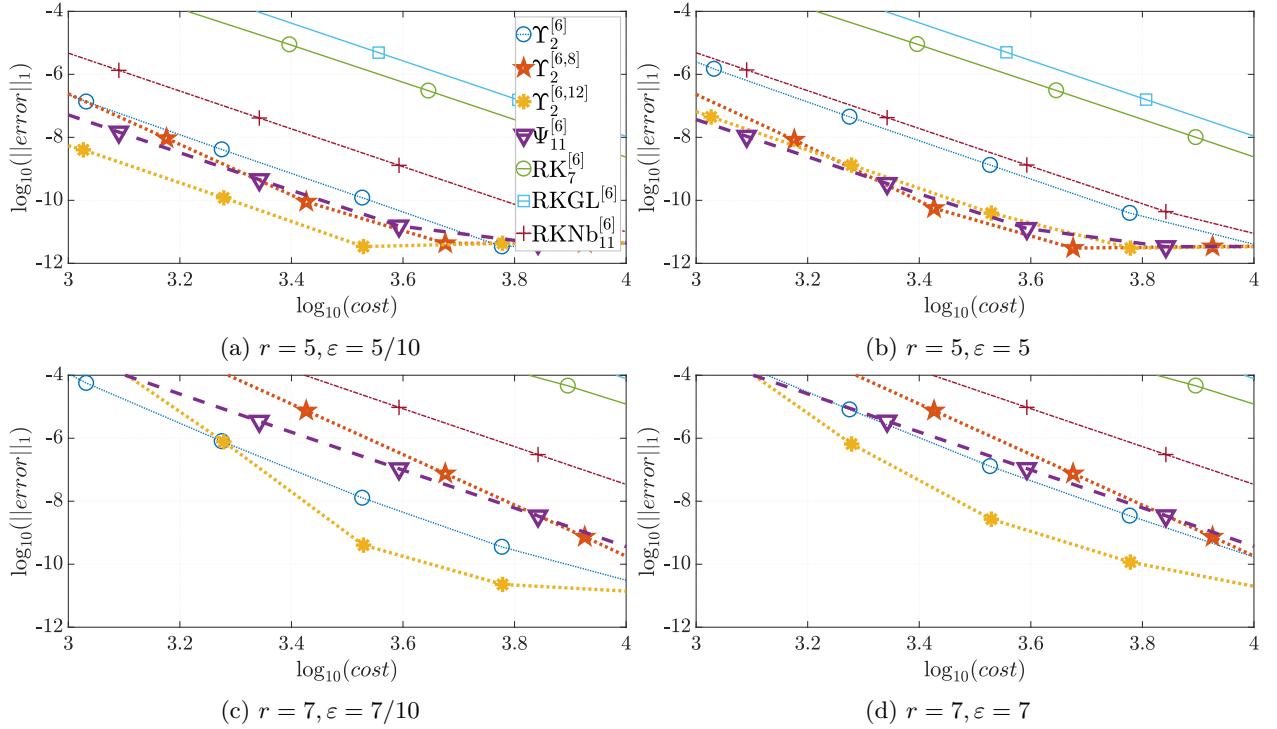 -4
-6
-8
-10
-12
log₁₀(||error||₁)
3 3.2 3.4 3.6 3.8 4
log₁₀(cost)
Υ₂^[6]
Υ₂^[6,8]
Υ₂^[6,12]
Ψ₁₁^[6]
RK₇^[6]
RKGL^[6]
RKNb₁₁^[6]
(a) r = 5, ε = 5/10
-4
-6
-8
-10
-12
log₁₀(||error||₁)
3 3.2 3.4 3.6 3.8 4
log₁₀(cost)
(b) r = 5, ε = 5
-4
-6
-8
-10
-12
log₁₀(||error||₁)
3 3.2 3.4 3.6 3.8 4
log₁₀(cost)
(c) r = 7, ε = 7/10
-4
-6
-8
-10
-12
log₁₀(||error||₁)
3 3.2 3.4 3.6 3.8 4
log₁₀(cost)
(d) r = 7, ε = 7